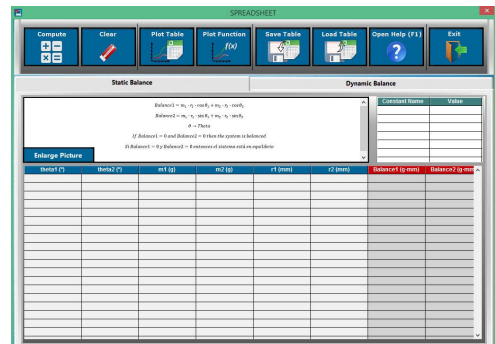 SPREADSHEET
Compute
Clear
Plot Table
Plot Function
f(x)
Save Table
Load Table
Open Help (F1)
?
Exit
Static Balance
Dynamic Balance
Balance1 = m₁ · r₁ · cosθ₁ + m₂ · r₂ · cosθ₂
Balance2 = m₁ · r₁ · sinθ₁ + m₂ · r₂ · sinθ₂
θ → Theta
If Balance1 = 0 and Balance2 = 0 then the system is balanced
Si Balance1 = 0 y Balance2 = 0 entonces el sistema está en equilibrio
Enlarge Picture
Constant Name Value
theta1 (º) theta2 (º) m1 (g) m2 (g) r1 (mm) r2 (mm) Balance1 (g·mm) Balance2 (g·mm